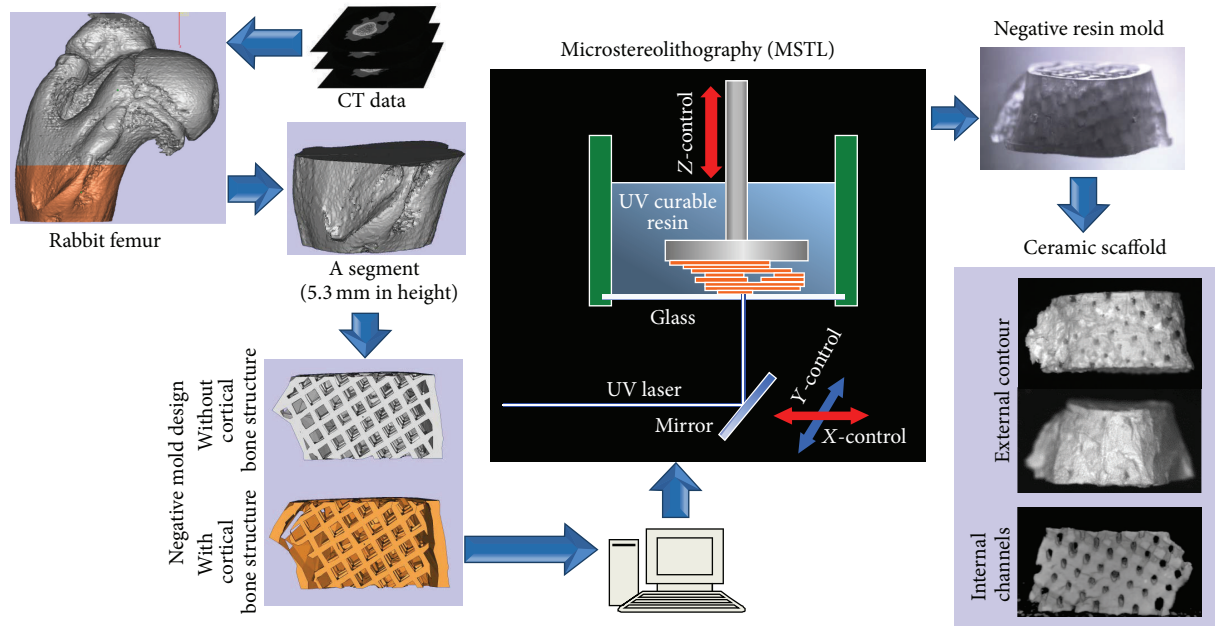 CT data
Rabbit femur
A segment
(5.3 mm in height)
Negative mold design
Without
cortical
bone structure
With
cortical
bone structure
Microstereolithography (MSTL)
Z-control
UV curable
resin
Glass
UV laser
Mirror
Y-control
X-control
Negative resin mold
Ceramic scaffold
External contour
Internal
channels